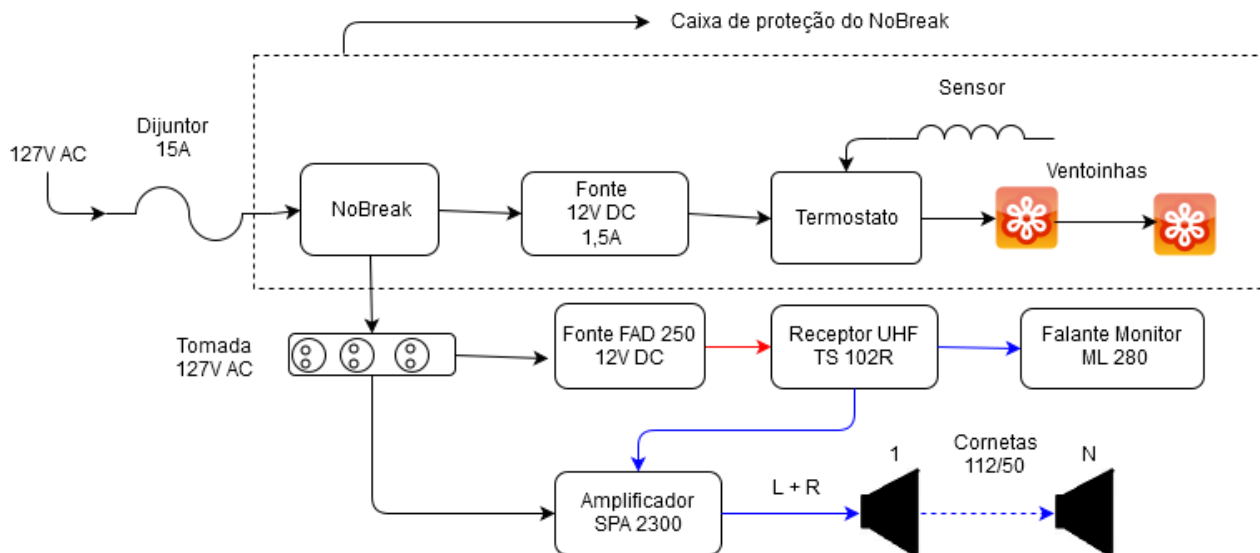 Caixa de proteção do NoBreak
Sensor
Dijuntor
15A
127V AC
NoBreak
Fonte
12V DC
1,5A
Termostato
Ventoinhas
Tomada
127V AC
Fonte FAD 250
12V DC
Receptor UHF
TS 102R
Falante Monitor
ML 280
Amplificador
SPA 2300
L + R
1
Cornetas
112/50
N